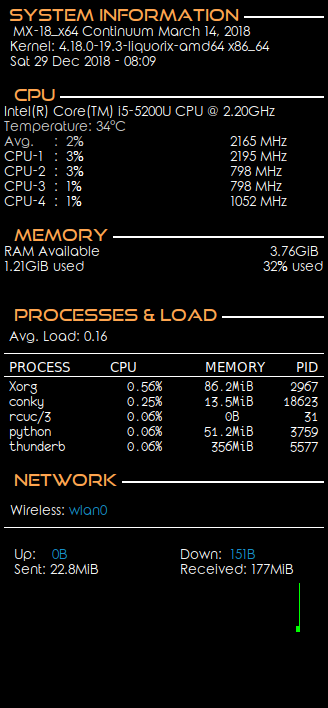 SYSTEM INFORMATION
MX-18_x64 Continuum March 14, 2018
Kernel: 4.18.0-19.3-liquorix-amd64 x86_64
Sat 29 Dec 2018 - 08:09
CPU
Intel(R) Core(TM) i5-5200U CPU @ 2.20GHz
Temperature: 34°C
Avg. : 2% 2165 MHz
CPU-1 : 3% 2195 MHz
CPU-2 : 3% 798 MHz
CPU-3 : 1% 798 MHz
CPU-4 : 1% 1052 MHz
MEMORY
RAM Available 3.76GiB
1.21GiB used 32% used
PROCESSES & LOAD
Avg. Load: 0.16
PROCESS CPU MEMORY PID
Xorg 0.56% 86.2MiB 2967
conky 0.25% 13.5MiB 18623
rcuc/3 0.06% 0B 31
python 0.06% 51.2MiB 3759
thunderb 0.06% 356MiB 5577
NETWORK
Wireless: wlan0
Up: 0B Down: 151B
Sent: 22.8MiB Received: 177MiB